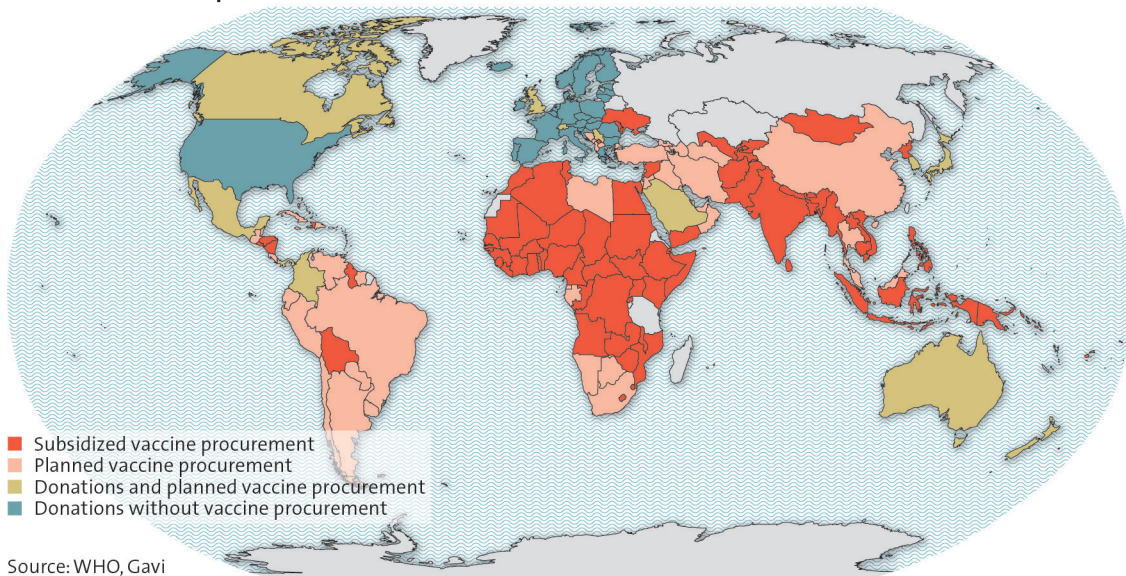 Subsidized vaccine procurement
Planned vaccine procurement
Donations and planned vaccine procurement
Donations without vaccine procurement
Source: WHO, Gavi